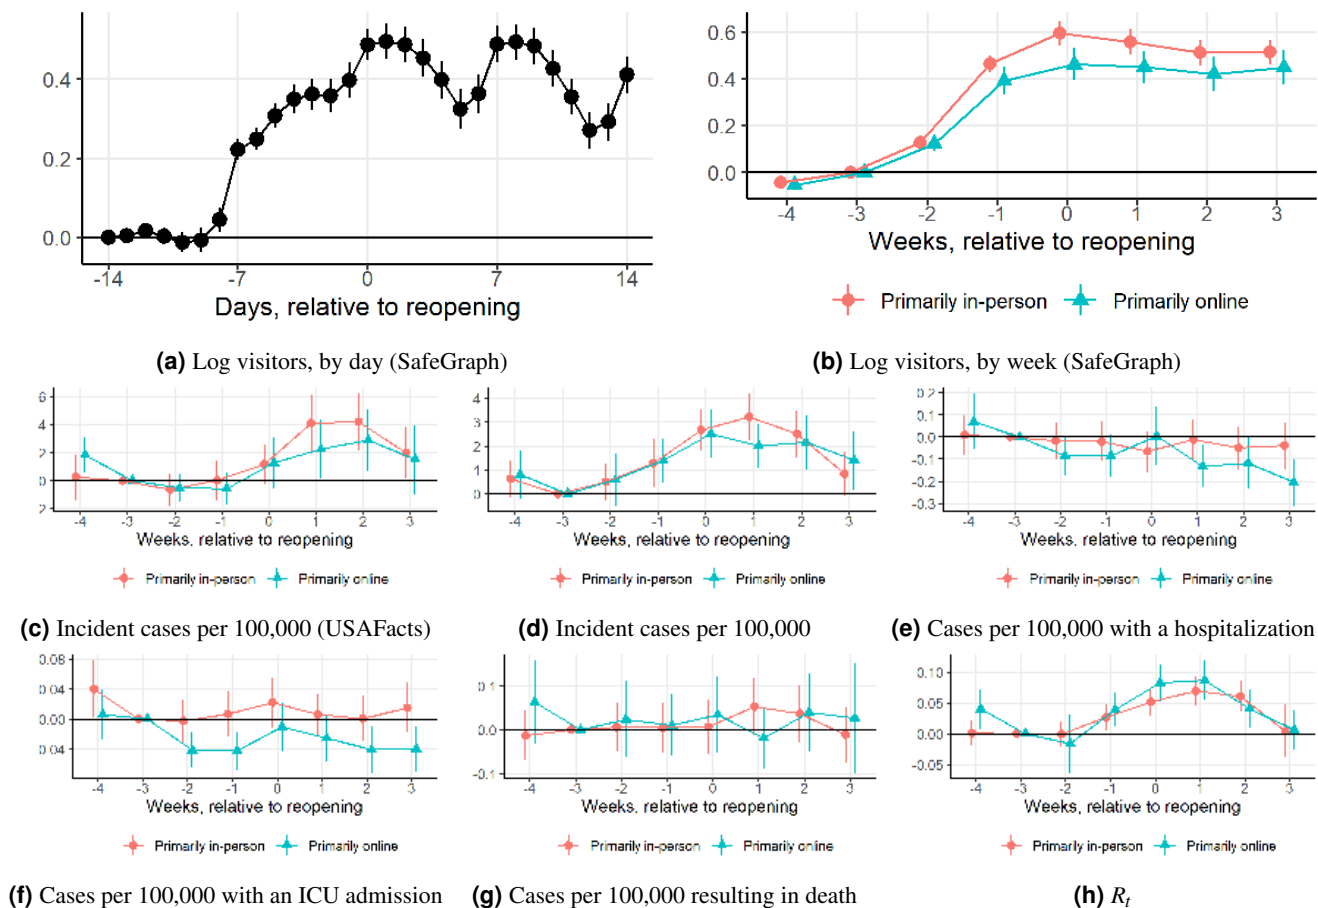 0.4
0.2
0.0
-14 -7 0 7 14
Days, relative to reopening
(a) Log visitors, by day (SafeGraph)
0.6
0.4
0.2
0.0
-4 -3 -2 -1 0 1 2 3
Weeks, relative to reopening
Primarily in-person Primarily online
(b) Log visitors, by week (SafeGraph)
6
4
2
0
2
-4 -3 -2 -1 0 1 2 3
Weeks, relative to reopening
Primarily in-person Primarily online
(c) Incident cases per 100,000 (USAFacts)
4
3
2
1
0
-4 -3 -2 -1 0 1 2 3
Weeks, relative to reopening
Primarily in-person Primarily online
(d) Incident cases per 100,000
0.2
0.1
0.0
-0.1
-0.2
-0.3
-4 -3 -2 -1 0 1 2 3
Weeks, relative to reopening
Primarily in-person Primarily online
(e) Cases per 100,000 with a hospitalization
0.08
0.04
0.00
0.04
-4 -3 -2 -1 0 1 2 3
Weeks, relative to reopening
Primarily in-person Primarily online
(f) Cases per 100,000 with an ICU admission
0.1
0.0
-0.1
-4 -3 -2 -1 0 1 2 3
Weeks, relative to reopening
Primarily in-person Primarily online
(g) Cases per 100,000 resulting in death
0.10
0.05
0.00
-0.05
-4 -3 -2 -1 0 1 2 3
Weeks, relative to reopening
Primarily in-person Primarily online
(h) Rt